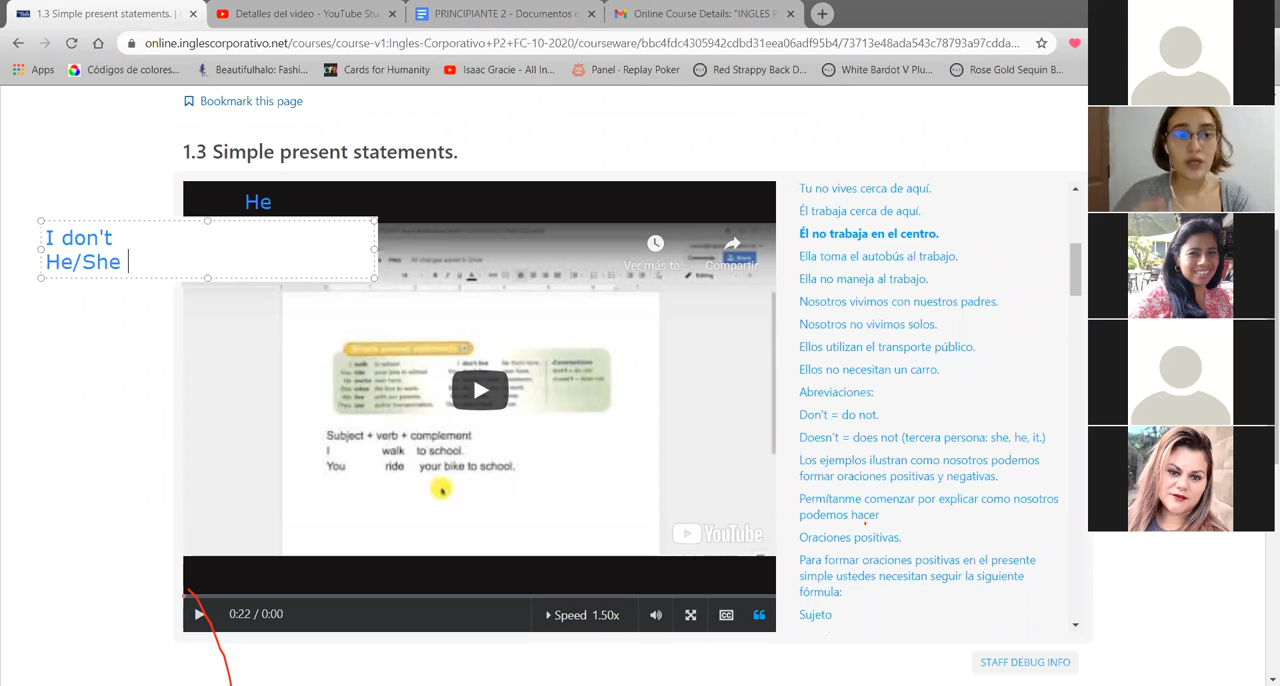 1.3 Simple present statements. |
Detalles del video - YouTube Stu
PRINCIPIANTE 2 - Documentos d
Online Course Details: "INGLES P
online.inglescorporativo.net/courses/course-v1:Ingles-Corporativo+P2+FC-10-2020/courseware/bbc4fdc4305942cdbd31eea06adf95b4/73713e48ada543c78793a97cdda...
Apps
Códigos de colores...
Beautifulhalo: Fashi...
Cards for Humanity
Isaac Gracie - All In...
Panel · Replay Poker
Red Strappy Back D...
White Bardot V Plu...
Rose Gold Sequin B...
Bookmark this page
1.3 Simple present statements.
He
I don't
He/She
Ver más ta
Compartir
Subject + verb + complement
I walk to school.
You ride your bike to school.
YouTube
0:22 / 0:00
Speed 1.50x
Tu no vives cerca de aquí.
Él trabaja cerca de aquí.
Él no trabaja en el centro.
Ella toma el autobús al trabajo.
Ella no maneja al trabajo.
Nosotros vivimos con nuestros padres.
Nosotros no vivimos solos.
Ellos utilizan el transporte público.
Ellos no necesitan un carro.
Abreviaciones:
Don't = do not.
Doesn't = does not (tercera persona: she, he, it.)
Los ejemplos ilustran como nosotros podemos
formar oraciones positivas y negativas.
Permítanme comenzar por explicar como nosotros
podemos hacer
Oraciones positivas.
Para formar oraciones positivas en el presente
simple ustedes necesitan seguir la siguiente
fórmula:
Sujeto
STAFF DEBUG INFO